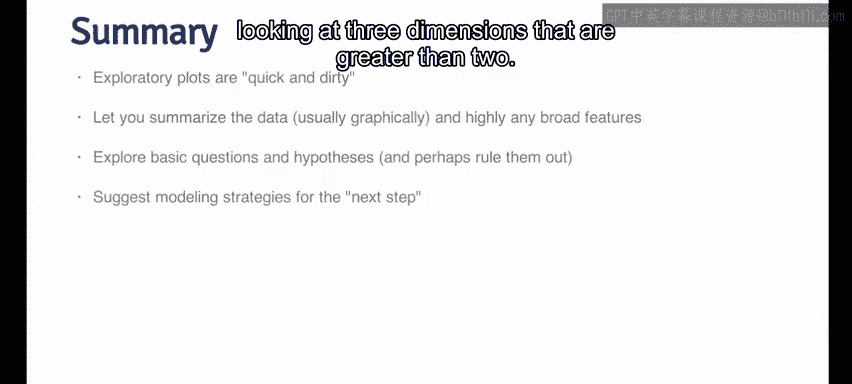 GPT中英字幕课程资源@bilibili.com
Summary
looking at three dimensions that are
greater than two.
· Exploratory plots are "quick and dirty"
· Let you summarize the data (usually graphically) and highly any broad features
· Explore basic questions and hypotheses (and perhaps rule them out)
· Suggest modeling strategies for the "next step"